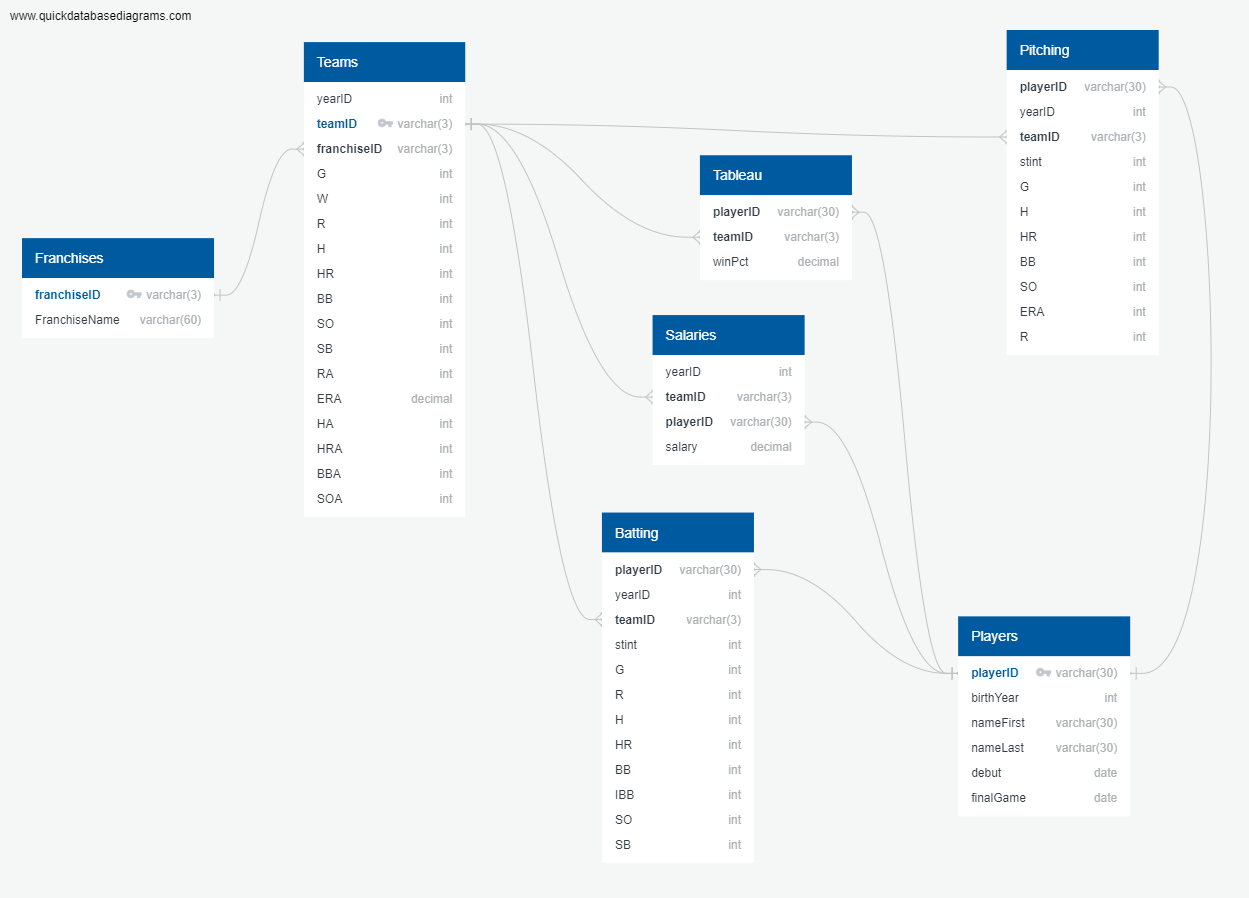 www.quickdatabasediagrams.com
Franchises
franchiseID varchar(3)
FranchiseName varchar(60)
Teams
yearID int
teamID varchar(3)
franchiseID varchar(3)
G int
W int
R int
H int
HR int
BB int
SO int
SB int
RA int
ERA decimal
HA int
HRA int
BBA int
SOA int
Tableau
playerID varchar(30)
teamID varchar(3)
winPct decimal
Salaries
yearID int
teamID varchar(3)
playerID varchar(30)
salary decimal
Batting
playerID varchar(30)
yearID int
teamID varchar(3)
stint int
G int
R int
H int
HR int
BB int
IBB int
SO int
SB int
Pitching
playerID varchar(30)
yearID int
teamID varchar(3)
stint int
G int
H int
HR int
BB int
SO int
ERA int
R int
Players
playerID varchar(30)
birthYear int
nameFirst varchar(30)
nameLast varchar(30)
debut date
finalGame date